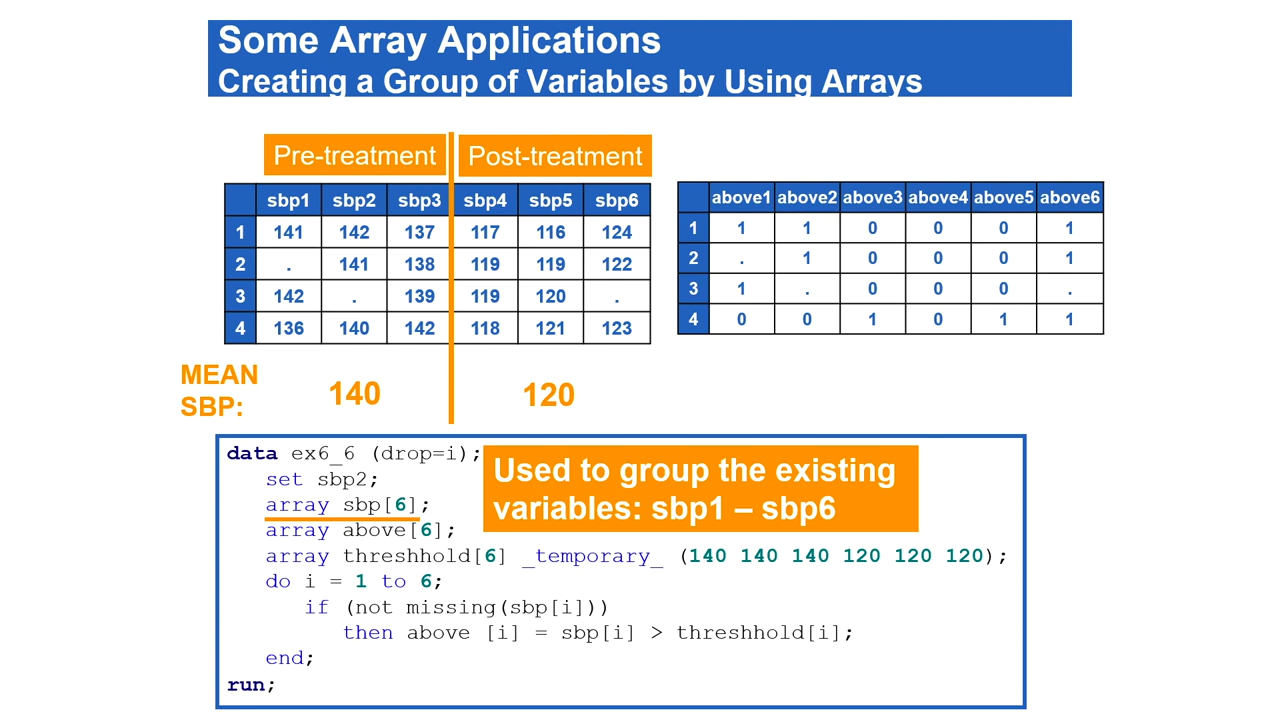 Some Array Applications
Creating a Group of Variables by Using Arrays
Pre-treatment Post-treatment
sbp1 sbp2 sbp3 sbp4 sbp5 sbp6
1 141 142 137 117 116 124
2 . 141 138 119 119 122
3 142 . 139 119 120 .
4 136 140 142 118 121 123
above1 above2 above3 above4 above5 above6
1 1 1 0 0 0 1
2 . 1 0 0 0 1
3 1 . 0 0 0 .
4 0 0 1 0 1 1
MEAN
SBP:
140 120
data ex6_6 (drop=i);
set sbp2;
array sbp[6];
array above[6];
array threshhold[6] _temporary_ (140 140 140 120 120 120);
do i = 1 to 6;
if (not missing(sbp[i]))
then above [i] = sbp[i] > threshhold[i];
end;
run;
Used to group the existing
variables: sbp1 – sbp6